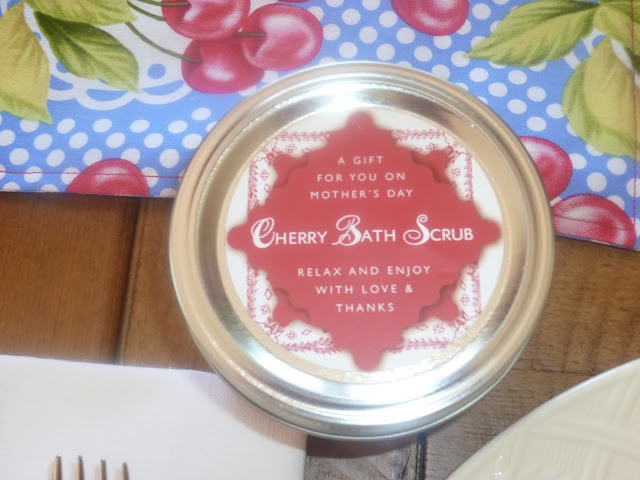 A GIFT
FOR YOU ON
MOTHER'S DAY
CHERRY BATH SCRUB
RELAX AND ENJOY
WITH LOVE &
THANKS